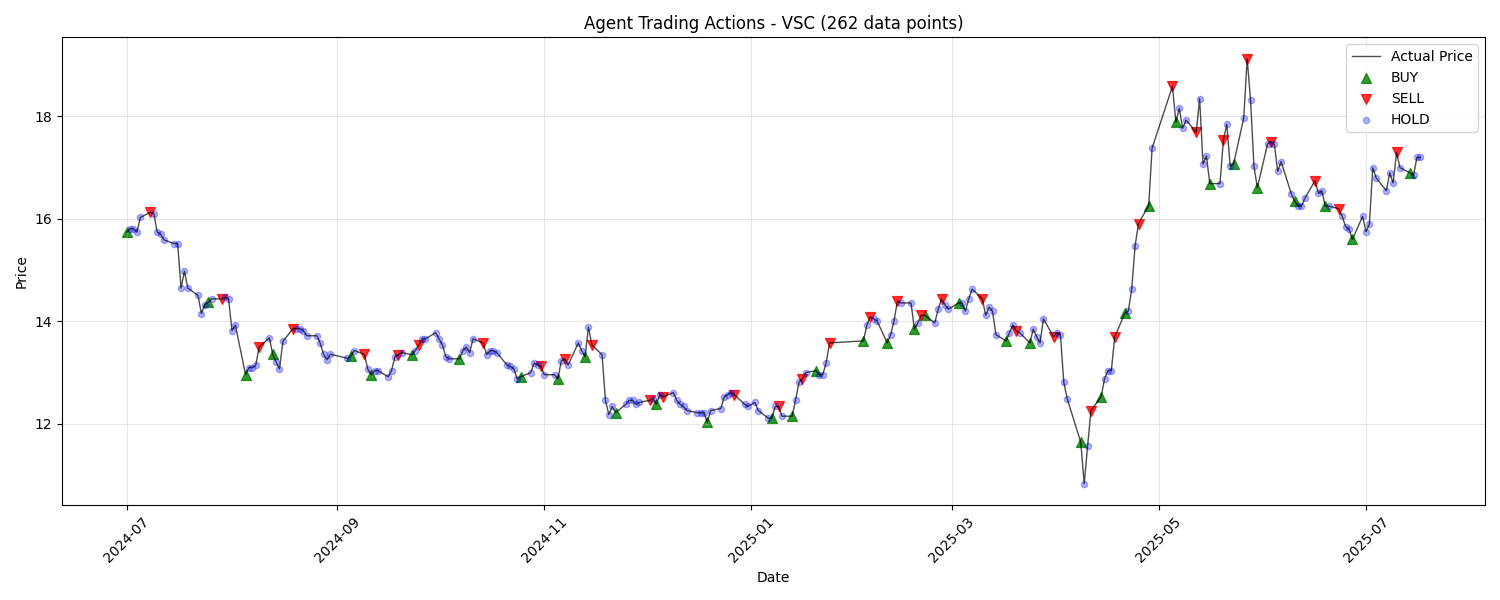 Agent Trading Actions - VSC (262 data points)
Actual Price
BUY
SELL
HOLD
Price
18
16
14
12
2024-07
2024-09
2024-11
2025-01
2025-03
2025-05
2025-07
Date